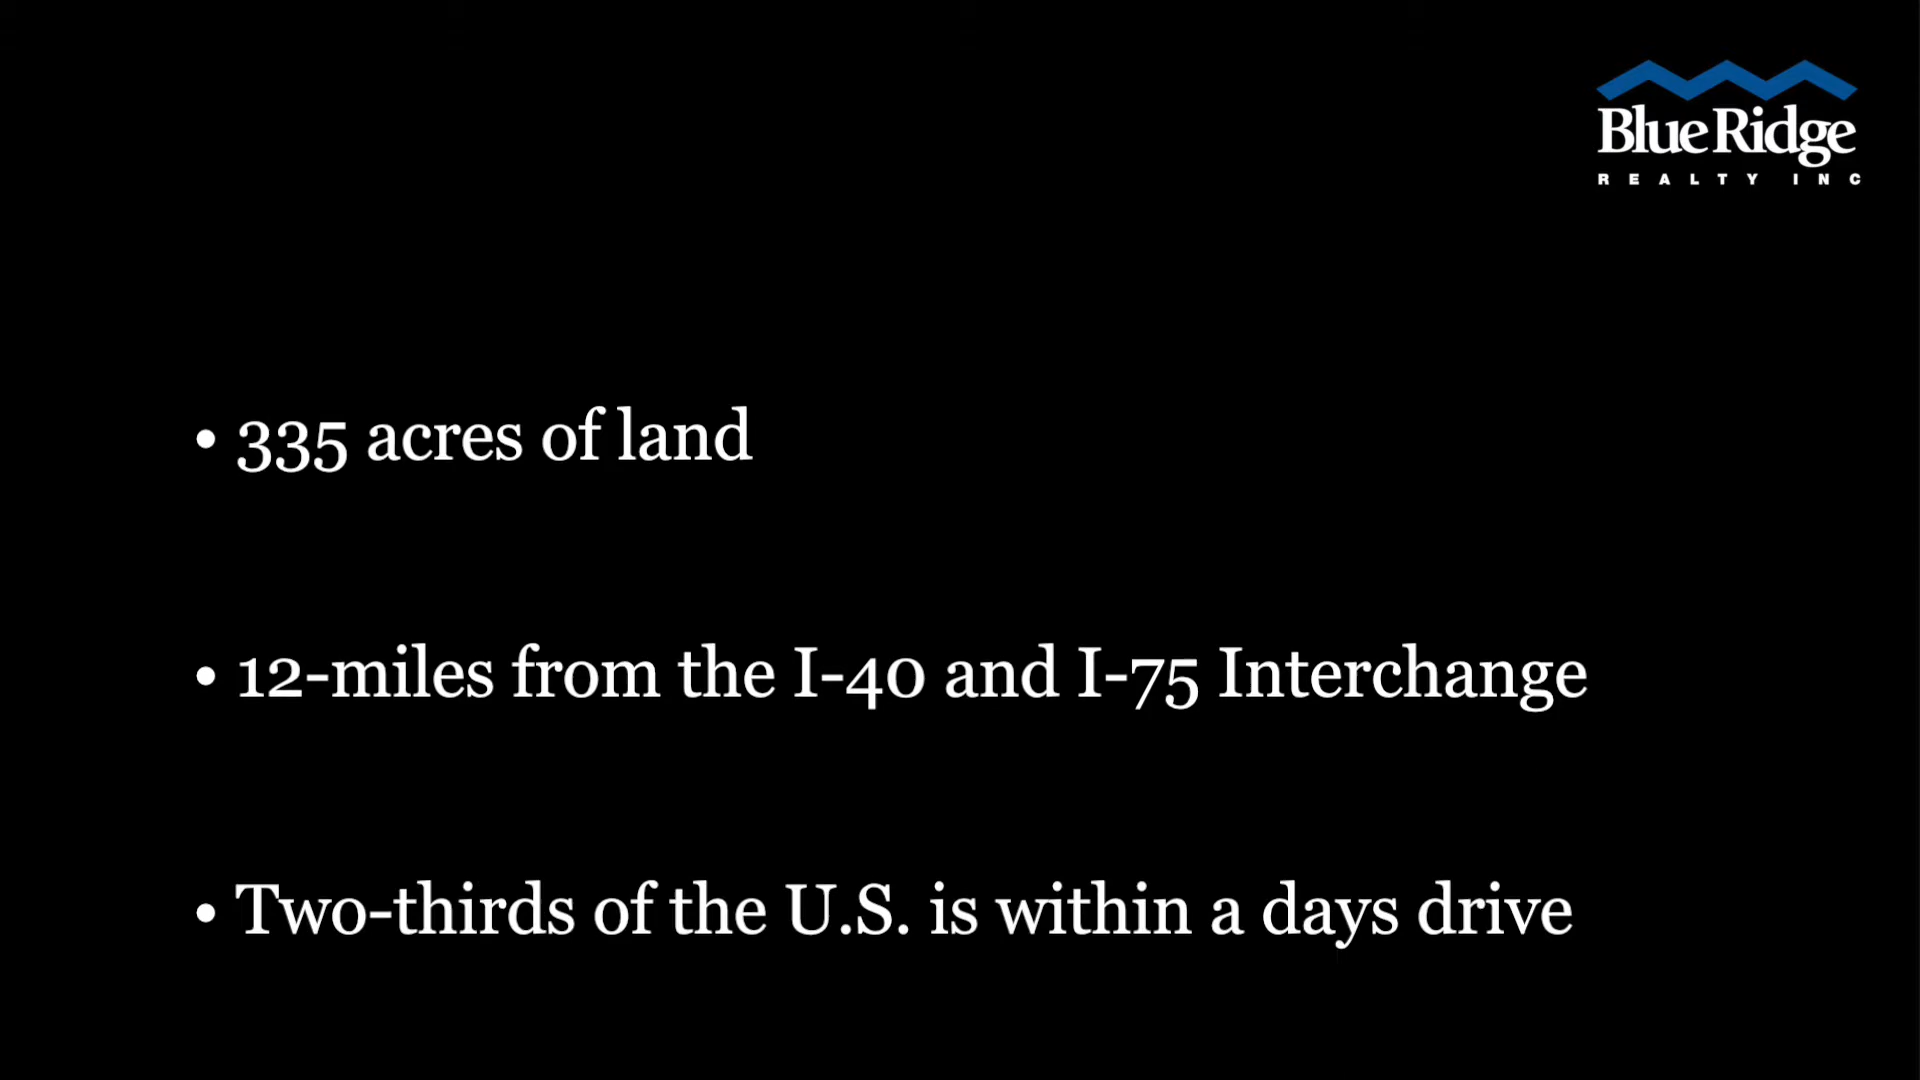 Blue Ridge
REALTY INC
• 335 acres of land
• 12-miles from the I-40 and I-75 Interchange
• Two-thirds of the U.S. is within a days drive